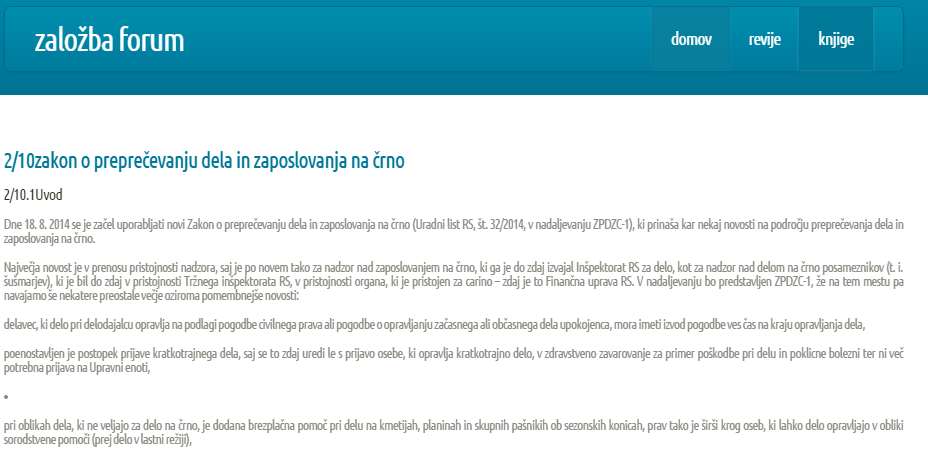 založba forum
domov
revije
knjige
2/10zakon o preprečevanju dela in zaposlovanja na črno
2/10.1Uvod
Dne 18. 8. 2014 se je začel uporabljati novi Zakon o preprečevanju dela in zaposlovanja na črno (Uradni list RS, št. 32/2014, v nadaljevanju ZPDZC-1), ki prinaša kar nekaj novosti na področju preprečevanja dela in
zaposlovanja na črno.
Največja novost je v prenosu pristojnosti nadzora, saj je po novem tako za nadzor nad zaposlovanjem na črno, ki ga je do zdaj izvajal Inšpektorat RS za delo, kot za nadzor nad delom na črno posameznikov (t. i.
šušmarjev), ki je bil do zdaj v pristojnosti Tržnega inšpektorata RS, v pristojnosti organa, ki je pristojen za carino – zdaj je to Finančna uprava RS. V nadaljevanju bo predstavljen ZPDZC-1, že na tem mestu pa
navajamo še nekatere preostale večje oziroma pomembnejše novosti:
delavec, ki delo pri delodajalcu opravlja na podlagi pogodbe civilnega prava ali pogodbe o opravljanju začasnega ali občasnega dela upokojenca, mora imeti izvod pogodbe ves čas na kraju opravljanja dela,
poenostavljen je postopek prijave kratkotrajnega dela, saj se to zdaj uredi le s prijavo osebe, ki opravlja kratkotrajno delo, v zdravstveno zavarovanje za primer poškodbe pri delu in poklicne bolezni ter ni več
potrebna prijava na Upravni enoti,
•
pri oblikah dela, ki ne veljajo za delo na črno, je dodana brezplačna pomoč pri delu na kmetijah, planinah in skupnih pašnikih ob sezonskih konicah, prav tako je širši krog oseb, ki lahko delo opravljajo v obliki
sorodstvene pomoči (prej delo v lastni režiji),